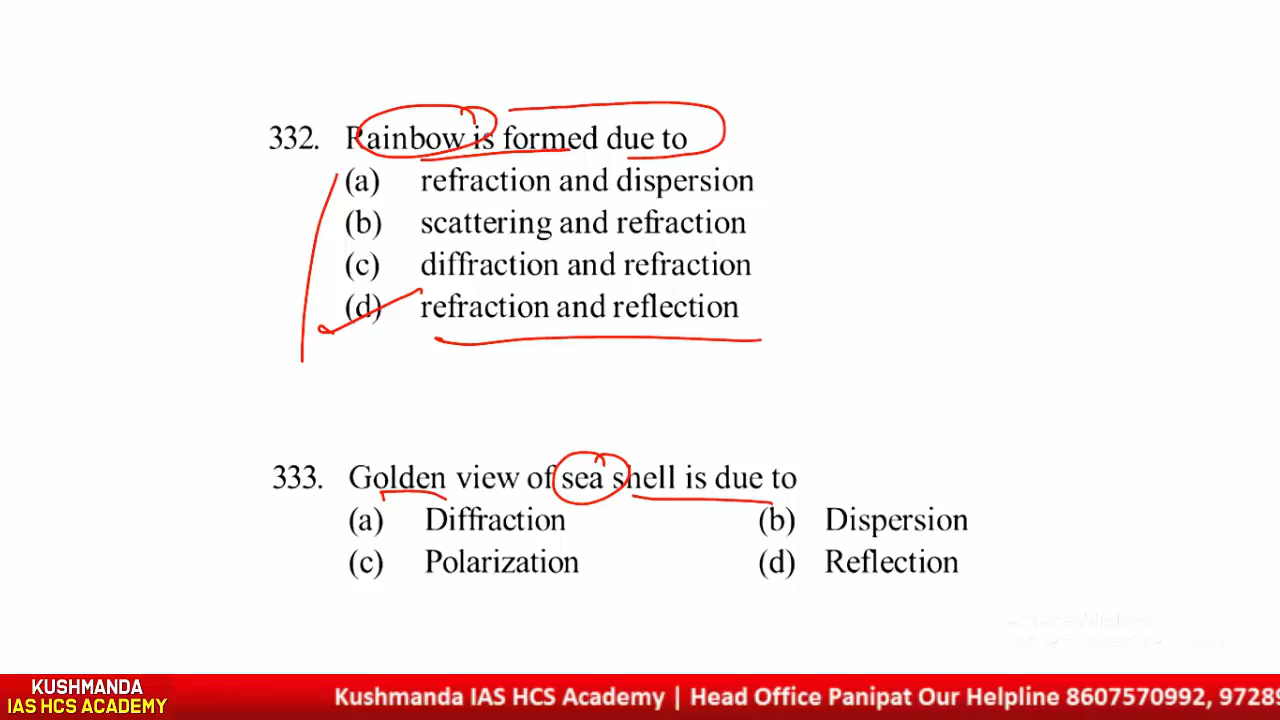 332. Rainbow is formed due to
(a) refraction and dispersion
(b) scattering and refraction
(c) diffraction and refraction
(d) refraction and reflection
333. Golden view of sea shell is due to
(a) Diffraction (b) Dispersion
(c) Polarization (d) Reflection
KUSHMANDA
IAS HCS ACADEMY
Kushmanda IAS HCS Academy | Head Office Panipat Our Helpline 8607570992, 97289